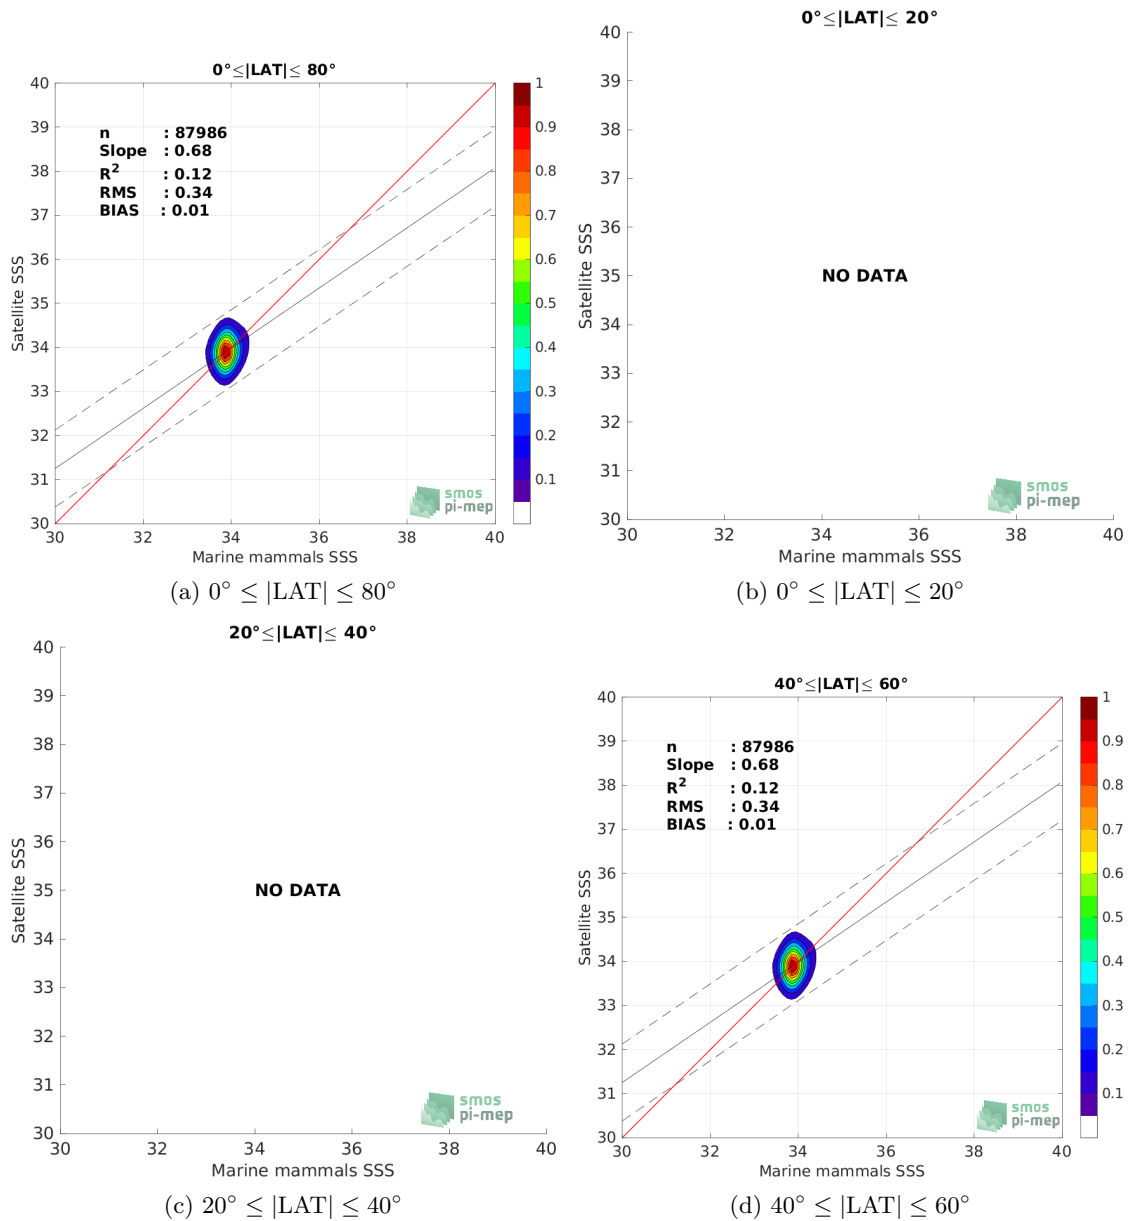 0°≤|LAT|≤ 80°
40
39
38
37
36
35
34
33
32
31
30
n : 87986
Slope : 0.68
R² : 0.12
RMS : 0.34
BIAS : 0.01
Satellite SSS
30 32 34 36 38 40
Marine mammals SSS
1
0.9
0.8
0.7
0.6
0.5
0.4
0.3
0.2
0.1
smos
pi-mep
(a) 0° ≤ |LAT| ≤ 80°
0°≤|LAT|≤ 20°
40
39
38
37
36
35
34
33
32
31
30
NO DATA
Satellite SSS
30 32 34 36 38 40
Marine mammals SSS
smos
pi-mep
(b) 0° ≤ |LAT| ≤ 20°
20°≤|LAT|≤ 40°
40
39
38
37
36
35
34
33
32
31
30
NO DATA
Satellite SSS
30 32 34 36 38 40
Marine mammals SSS
smos
pi-mep
(c) 20° ≤ |LAT| ≤ 40°
40°≤|LAT|≤ 60°
40
39
38
37
36
35
34
33
32
31
30
n : 87986
Slope : 0.68
R² : 0.12
RMS : 0.34
BIAS : 0.01
Satellite SSS
30 32 34 36 38 40
Marine mammals SSS
1
0.9
0.8
0.7
0.6
0.5
0.4
0.3
0.2
0.1
smos
pi-mep
(d) 40° ≤ |LAT| ≤ 60°